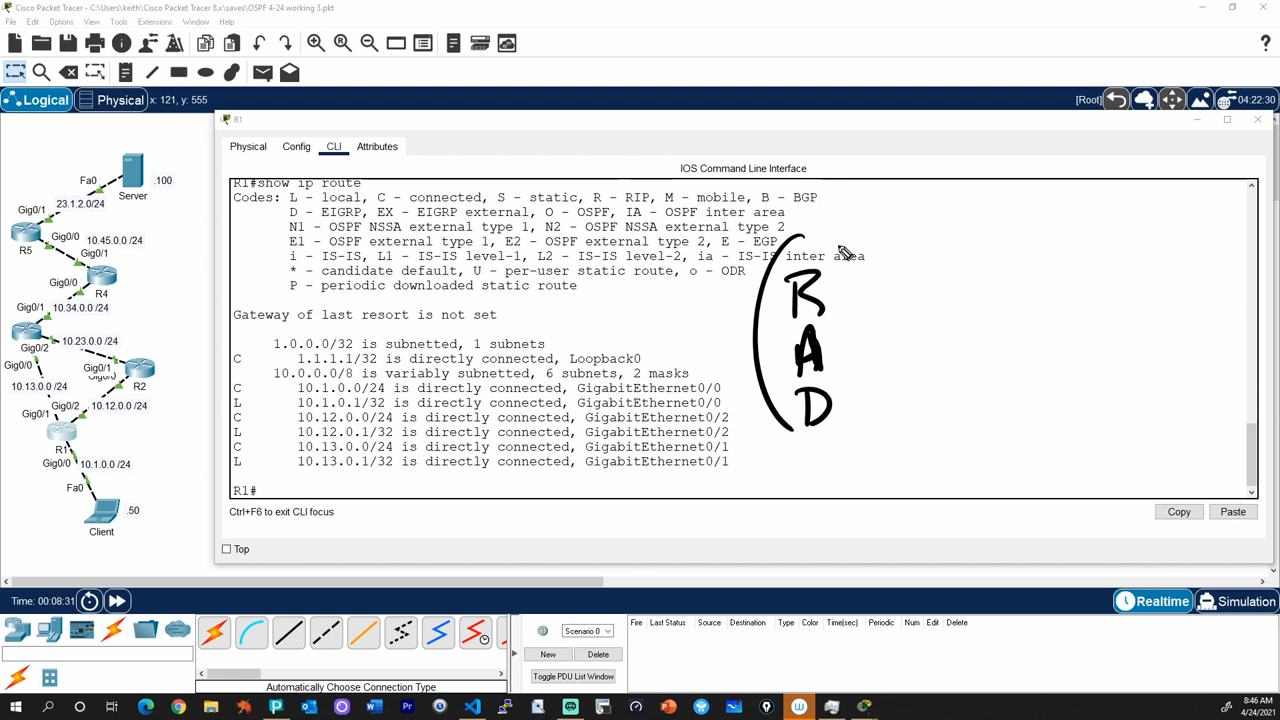 Cisco Packet Tracer - C:\Users\keith\Cisco Packet Tracer 8.x\saves\OSPF 4-24 working 3.pkt
File Edit Options View Tools Extensions Window Help
Logical Physical x: 121, y: 555 [Root] 04:22:30
R1
Physical Config CLI Attributes
IOS Command Line Interface
R1#show ip route
Codes: L - local, C - connected, S - static, R - RIP, M - mobile, B - BGP
D - EIGRP, EX - EIGRP external, O - OSPF, IA - OSPF inter area
N1 - OSPF NSSA external type 1, N2 - OSPF NSSA external type 2
E1 - OSPF external type 1, E2 - OSPF external type 2, E - EGP
i - IS-IS, L1 - IS-IS level-1, L2 - IS-IS level-2, ia - IS-IS inter area
* - candidate default, U - per-user static route, o - ODR
P - periodic downloaded static route
Gateway of last resort is not set
1.0.0.0/32 is subnetted, 1 subnets
C 1.1.1.1/32 is directly connected, Loopback0
10.0.0.0/8 is variably subnetted, 6 subnets, 2 masks
C 10.1.0.0/24 is directly connected, GigabitEthernet0/0
L 10.1.0.1/32 is directly connected, GigabitEthernet0/0
C 10.12.0.0/24 is directly connected, GigabitEthernet0/2
L 10.12.0.1/32 is directly connected, GigabitEthernet0/2
C 10.13.0.0/24 is directly connected, GigabitEthernet0/1
L 10.13.0.1/32 is directly connected, GigabitEthernet0/1
R1#
R
A
D
Ctrl+F6 to exit CLI focus
Copy Paste
Top
Fa0
.100
Server
23.1.2.0/24
Gig0/1
Gig0/0
R5
10.45.0.0 /24
Gig0/1
R4
10.34.0.0 /24
Gig0/1
Gig0/2
10.23.0.0/24
Gig0/0
Gig0/1
Gig0/0
R2
10.13.0.0/24
Gig0/1
Gig0/2
10.12.0.0/24
R1
Gig0/0
10.1.0.0 /24
Fa0
.50
Client
Time: 00:08:31 Realtime Simulation
Scenario 0
New Delete
Toggle PDU List Window
Fire Last Status Source Destination Type Color Time(sec) Periodic Num Edit Delete
Automatically Choose Connection Type
8:46 AM
4/24/2021